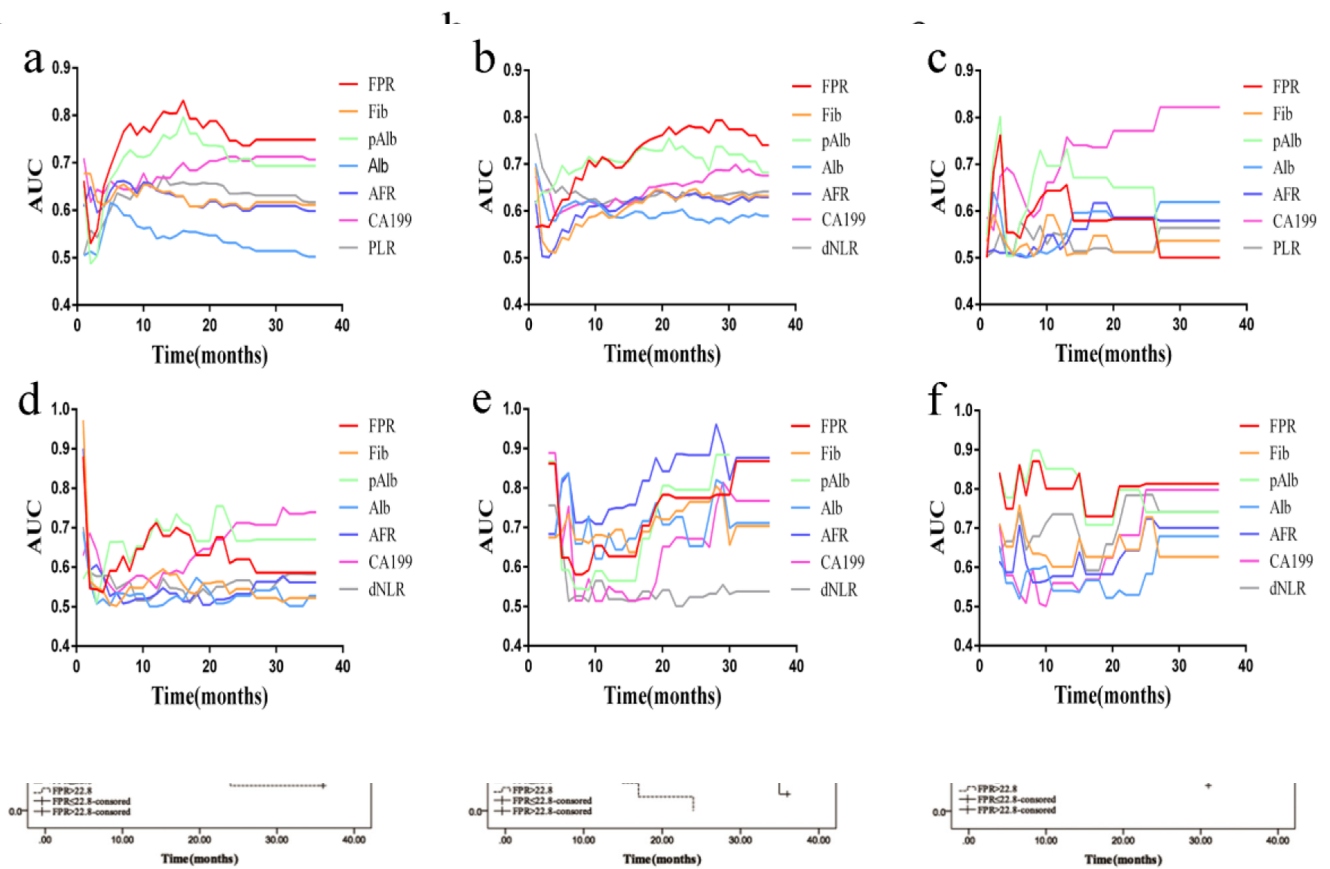 a
0.9
0.8
0.7
0.6
0.5
0.4
AUC
0
10
20
30
40
Time(months)
FPR
Fib
pAlb
Alb
AFR
CA199
PLR
b
0.9
0.8
0.7
0.6
0.5
0.4
AUC
0
10
20
30
40
Time(months)
FPR
Fib
pAlb
Alb
AFR
CA199
dNLR
c
0.9
0.8
0.7
0.6
0.5
0.4
AUC
0
10
20
30
40
Time(months)
FPR
Fib
pAlb
Alb
AFR
CA199
PLR
d
1.0
0.9
0.8
0.7
0.6
0.5
0.4
AUC
0
10
20
30
40
Time(months)
FPR
Fib
pAlb
Alb
AFR
CA199
dNLR
e
1.0
0.9
0.8
0.7
0.6
0.5
0.4
AUC
0
10
20
30
40
Time(months)
FPR
Fib
pAlb
Alb
AFR
CA199
dNLR
f
1.0
0.9
0.8
0.7
0.6
0.5
0.4
AUC
0
10
20
30
40
Time(months)
FPR
Fib
pAlb
Alb
AFR
CA199
dNLR
FPR>22.8
FPR≤22.8-consored
FPR>22.8-consored
0.0
.00
10.00
20.00
30.00
40.00
Time(months)
FPR>22.8
FPR≤22.8-consored
FPR>22.8-consored
0.0
.00
10.00
20.00
30.00
40.00
Time(months)
FPR>22.8
FPR≤22.8-consored
FPR>22.8-consored
0.0
.00
10.00
20.00
30.00
40.00
Time(months)